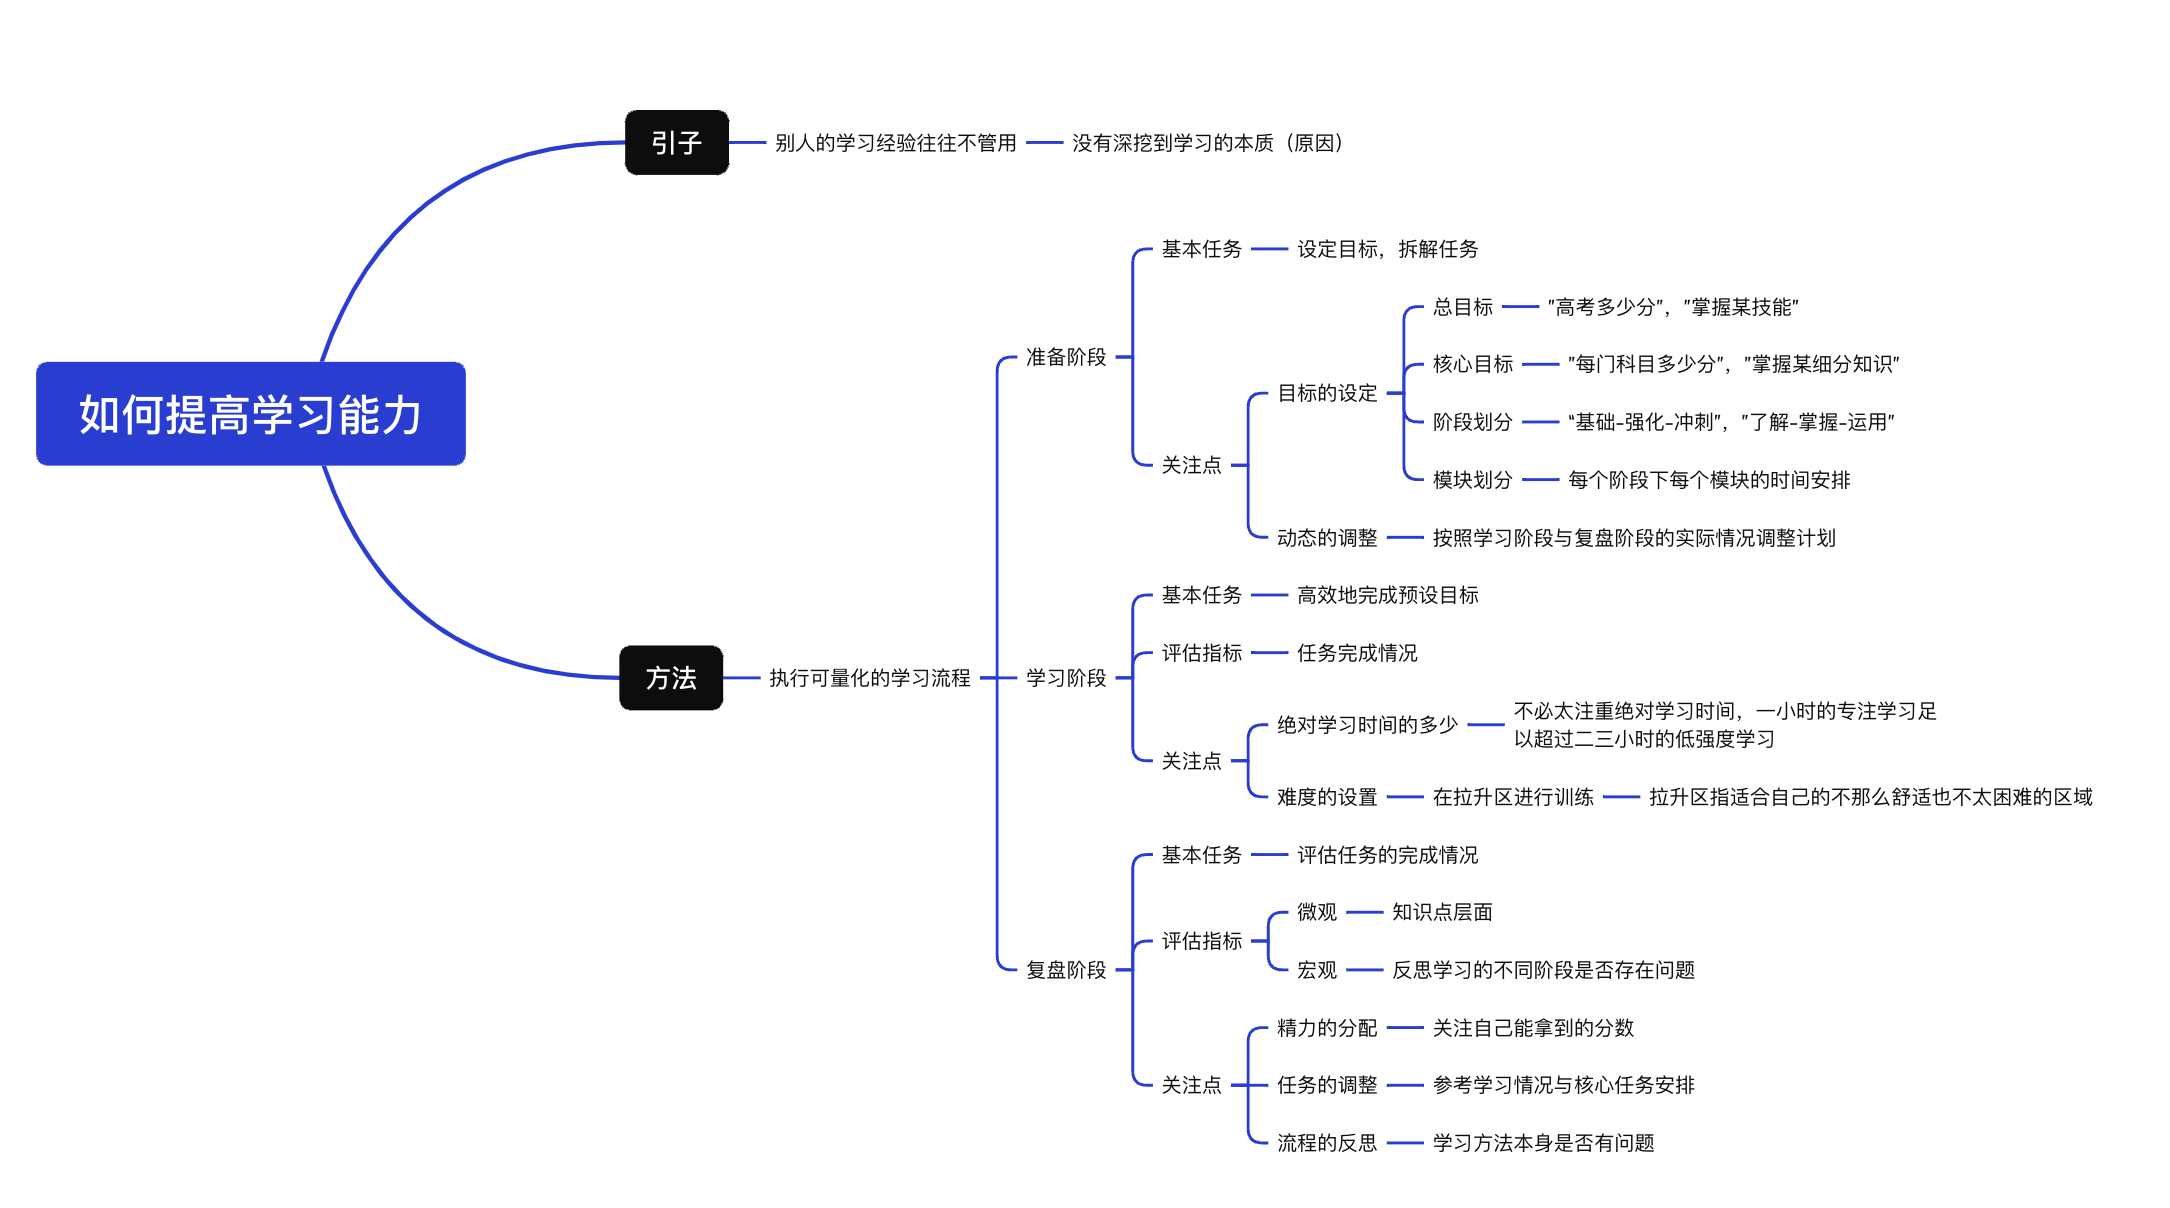 如何提高学习能力
引子
别人的学习经验往往不管用
没有深挖到学习的本质（原因）
方法
执行可量化的学习流程
准备阶段
基本任务
设定目标，拆解任务
关注点
目标的设定
总目标
"高考多少分"，"掌握某技能"
核心目标
"每门科目多少分"，"掌握某细分知识"
阶段划分
“基础-强化-冲刺"，"了解-掌握-运用"
模块划分
每个阶段下每个模块的时间安排
动态的调整
按照学习阶段与复盘阶段的实际情况调整计划
学习阶段
基本任务
高效地完成预设目标
评估指标
任务完成情况
关注点
绝对学习时间的多少
不必太注重绝对学习时间，一小时的专注学习足
以超过二三小时的低强度学习
难度的设置
在拉升区进行训练
拉升区指适合自己的不那么舒适也不太困难的区域
复盘阶段
基本任务
评估任务的完成情况
评估指标
微观
知识点层面
宏观
反思学习的不同阶段是否存在问题
关注点
精力的分配
关注自己能拿到的分数
任务的调整
参考学习情况与核心任务安排
流程的反思
学习方法本身是否有问题